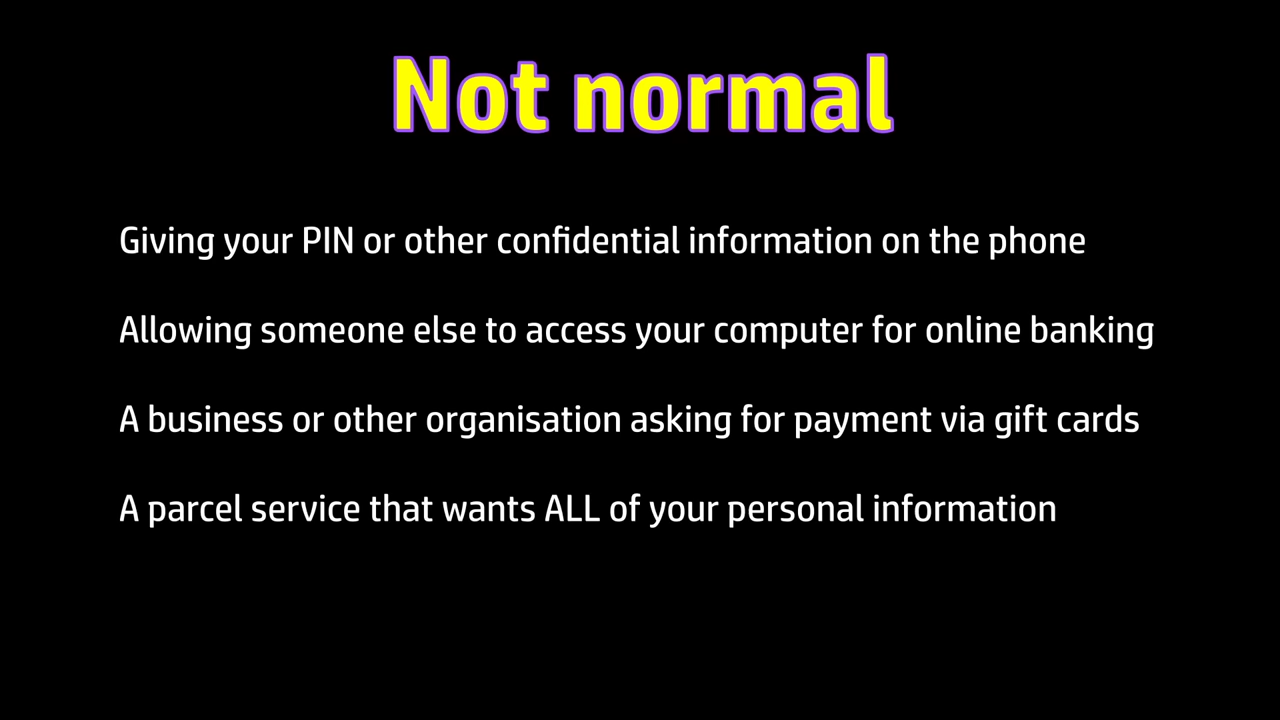 Not normal
Giving your PIN or other confidential information on the phone
Allowing someone else to access your computer for online banking
A business or other organisation asking for payment via gift cards
A parcel service that wants ALL of your personal information